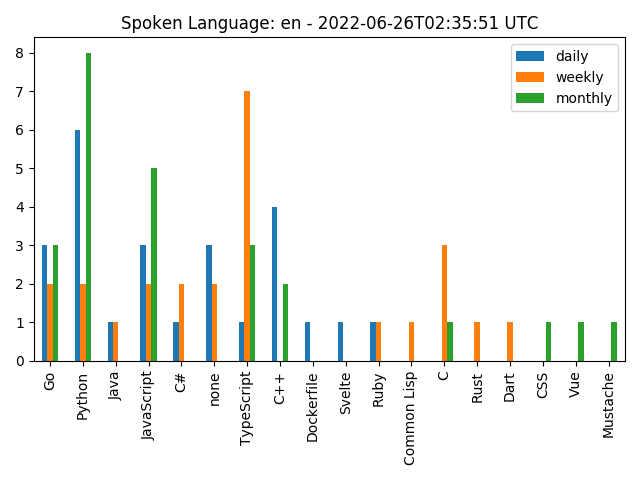 Spoken Language: en - 2022-06-26T02:35:51 UTC
daily
weekly
monthly
8
7
6
5
4
3
2
1
0
Go
Python
Java
JavaScript
C#
none
TypeScript
C++
Dockerfile
Svelte
Ruby
Common Lisp
C
Rust
Dart
CSS
Vue
Mustache